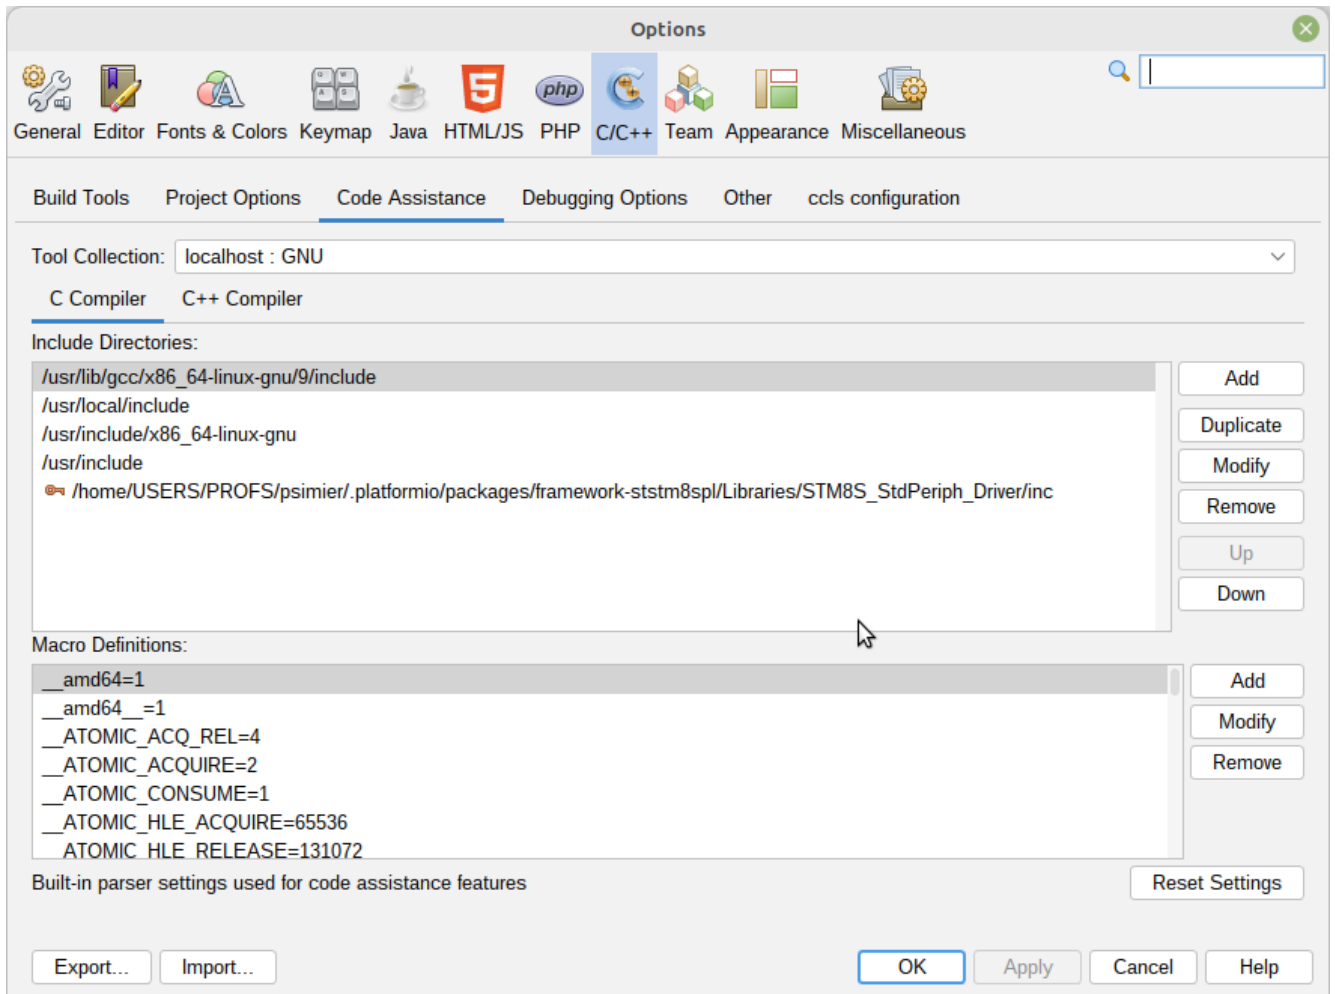 Options
General Editor Fonts & Colors Keymap Java HTML/JS PHP C/C++ Team Appearance Miscellaneous
Build Tools Project Options Code Assistance Debugging Options Other ccls configuration
Tool Collection: localhost : GNU
C Compiler C++ Compiler
Include Directories:
/usr/lib/gcc/x86_64-linux-gnu/9/include
Add
/usr/local/include
Duplicate
/usr/include/x86_64-linux-gnu
/usr/include
Modify
/home/USERS/PROFS/psimier/.platformio/packages/framework-ststm8spl/Libraries/STM8S_StdPeriph_Driver/inc
Remove
Up
Down
Macro Definitions:
__amd64=1
Add
__amd64__=1
Modify
__ATOMIC_ACQ_REL=4
__ATOMIC_ACQUIRE=2
Remove
__ATOMIC_CONSUME=1
__ATOMIC_HLE_ACQUIRE=65536
__ATOMIC_HLE_RELEASE=131072
Built-in parser settings used for code assistance features
Reset Settings
Export... Import... OK Apply Cancel Help